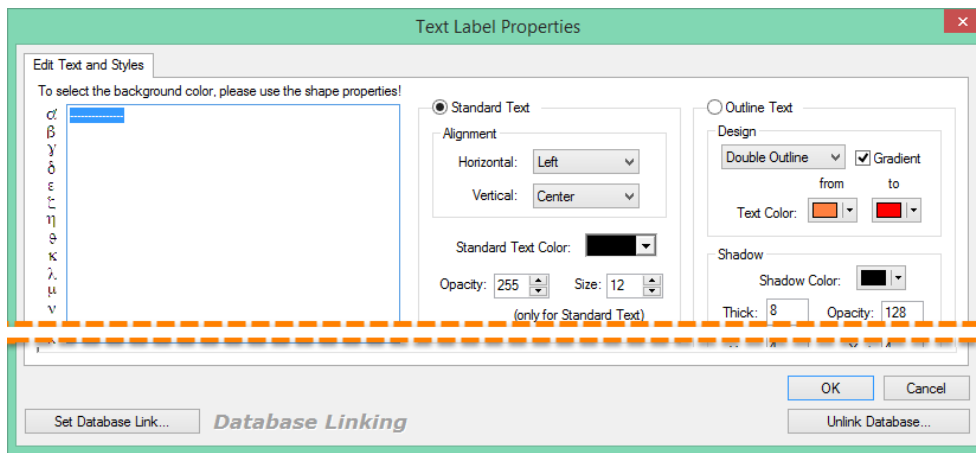 Text Label Properties
Edit Text and Styles
To select the background color, please use the shape properties!
α
β
γ
δ
ε
ζ
η
ϑ
κ
λ
μ
ν
--------------------
Standard Text
Alignment
Horizontal: Left
Vertical: Center
Standard Text Color:
Opacity: 255 Size: 12
(only for Standard Text)
Outline Text
Design
Double Outline Gradient
from to
Text Color:
Shadow
Shadow Color:
Thick: 8 Opacity: 128
OK Cancel
Set Database Link... Database Linking Unlink Database...